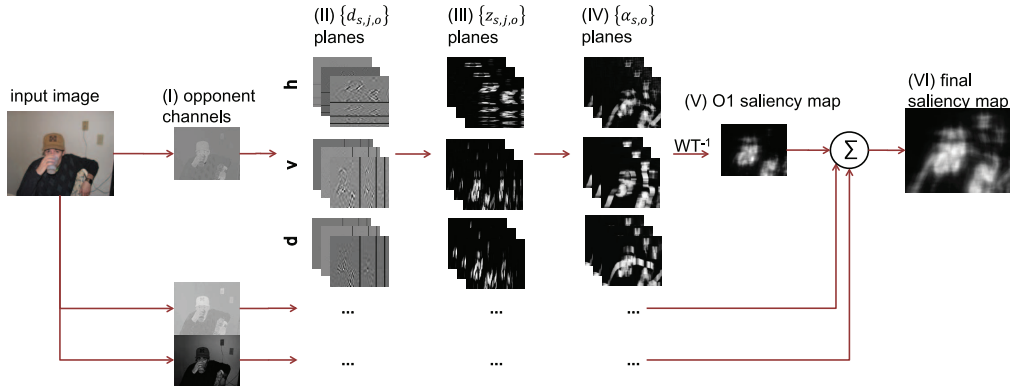 (II) {d_{s,j,o}}
planes
(III) {z_{s,j,o}}
planes
(IV) {α_{s,o}}
planes
input image
(I) opponent
channels
(V) O1 saliency map
(VI) final
saliency map
h
v
d
WT⁻¹
Σ
... ... ...
... ... ...